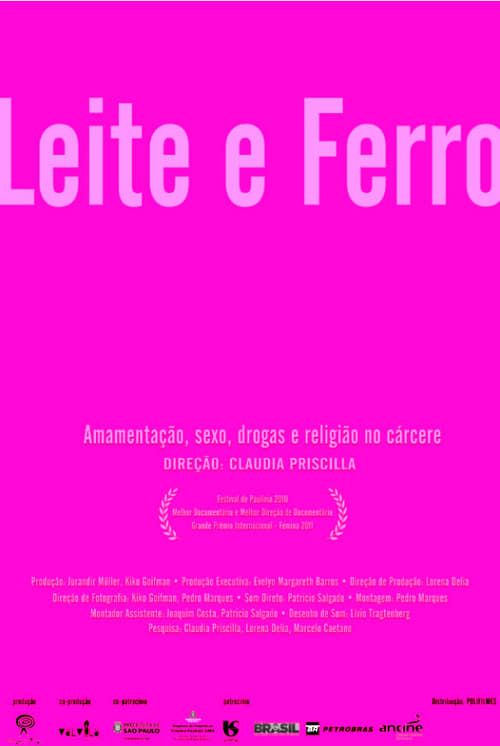 Leite e Ferro
Amamentação, sexo, drogas e religião no cárcere
DIREÇÃO: CLAUDIA PRISCILLA
Festival de Paulínia 2010
Melhor Documentário e Melhor Direção de Documentário
Grande Prêmio Internacional - Femina 2011
Produção: Jurandir Müller, Kiko Goifman • Produção Executiva: Evelyn Margareth Barros • Direção de Produção: Lorena Delia
Direção de Fotografia: Kiko Goifman, Pedro Marques • Som Direto: Patricio Salgado • Montagem: Pedro Marques
Montador Assistente: Joaquim Costa, Patricio Salgado • Desenho de Som: Livio Tragtenberg
Pesquisa: Claudia Priscilla, Lorena Delia, Marcelo Caetano
produção co-produção co-patrocínio patrocínio Distribuição: POLIFILMES
VALVULA SÃO PAULO BRASIL BR PETROBRAS ancine